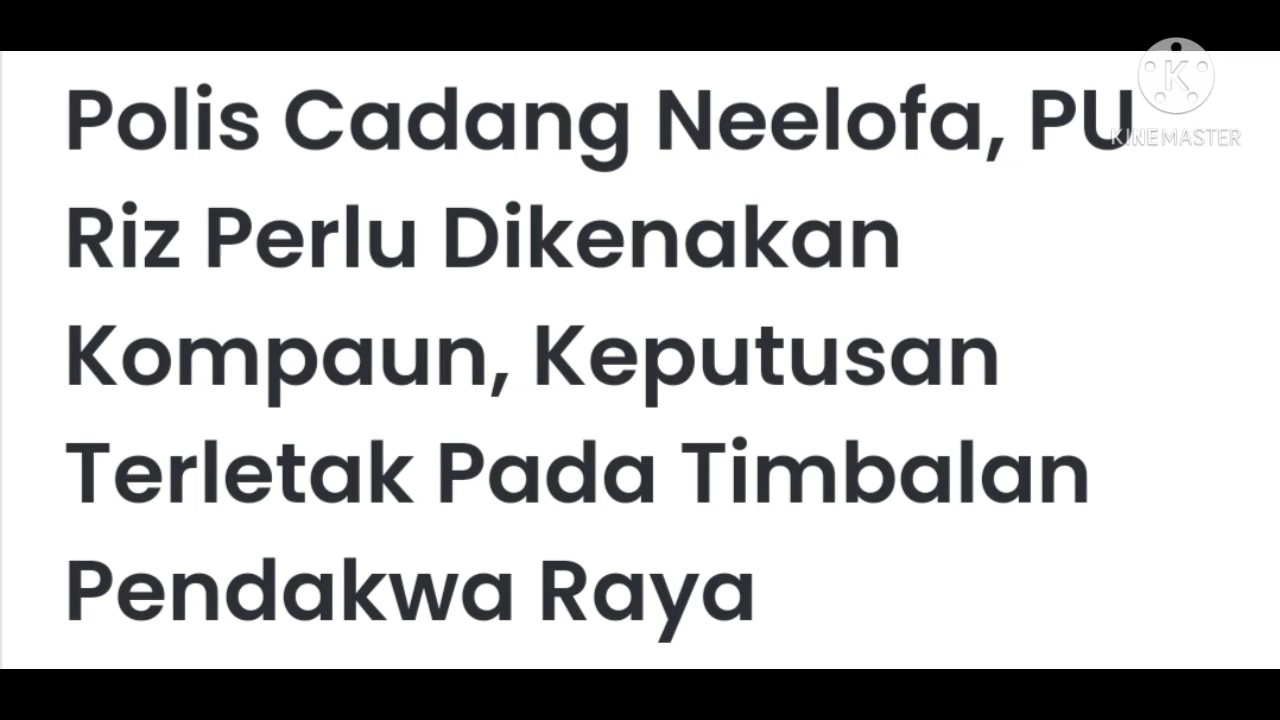 Polis Cadang Neelofa, PU
Riz Perlu Dikenakan
Kompaun, Keputusan
Terletak Pada Timbalan
Pendakwa Raya
K
KINEMASTER